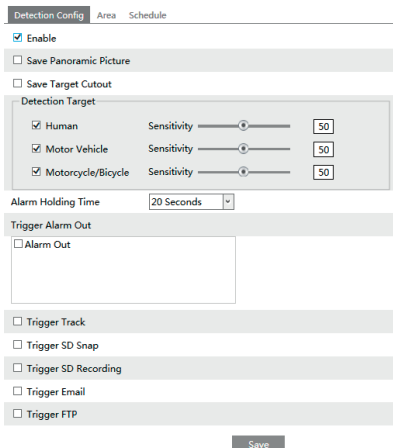 Detection Config Area Schedule
Enable
Save Panoramic Picture
Save Target Cutout
Detection Target
Human Sensitivity 50
Motor Vehicle Sensitivity 50
Motorcycle/Bicycle Sensitivity 50
Alarm Holding Time 20 Seconds
Trigger Alarm Out
Alarm Out
Trigger Track
Trigger SD Snap
Trigger SD Recording
Trigger Email
Trigger FTP
Save